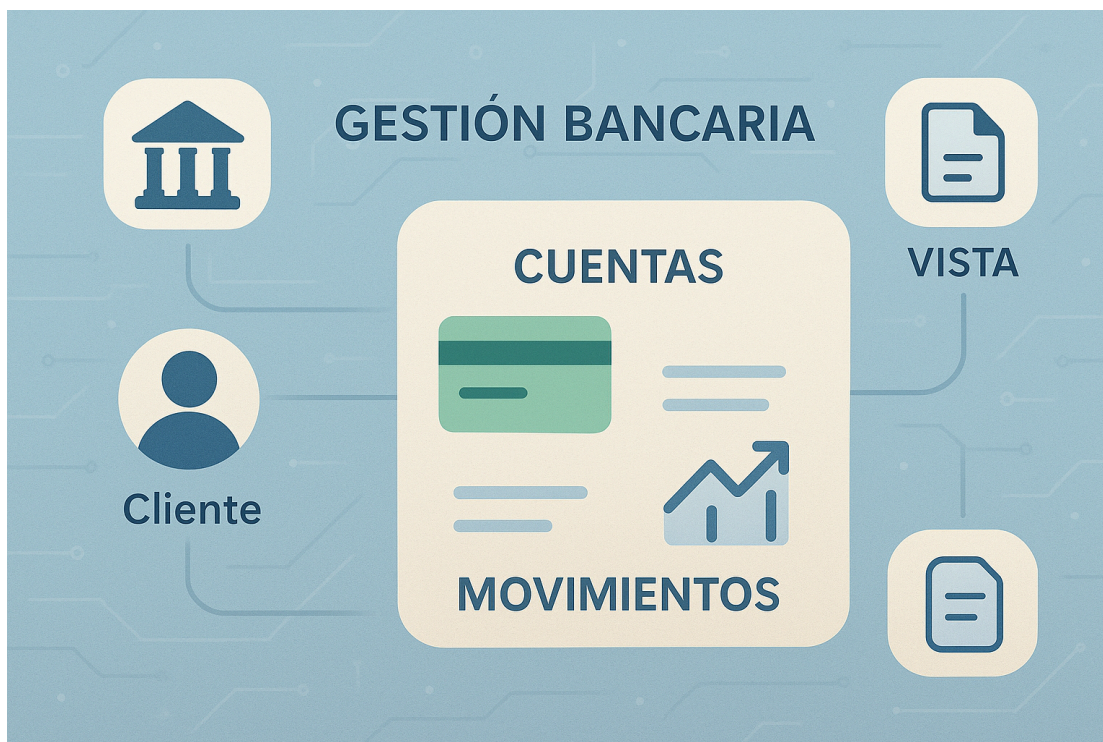 GESTIÓN BANCARIA
VISTA
CUENTAS
Cliente
MOVIMIENTOS